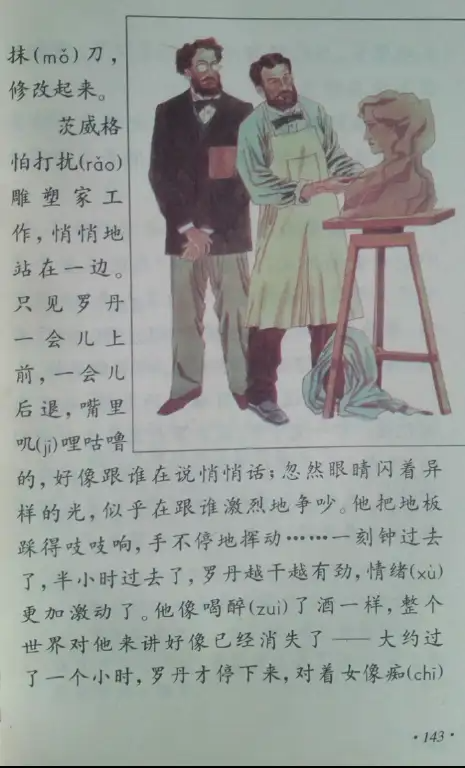 抹(mǒ)刀，
修改起来。
茨威格
怕打扰(rǎo)
雕塑家工
作，悄悄地
站在一边。
只见罗丹
一会儿上
前，一会儿
后退，嘴里
叽(jī)哩咕噜
的，好像跟谁在说悄悄话；忽然眼睛闪着异
样的光，似乎在跟谁激烈地争吵。他把地板
踩得吱吱响，手不停地挥动……一刻钟过去
了，半小时过去了，罗丹越干越有劲，情绪(xù)
更加激动了。他像喝醉(zuì)了酒一样，整个
世界对他来讲好像已经消失了——大约过
了一个小时，罗丹才停下来，对着女像痴(chī)
·143·